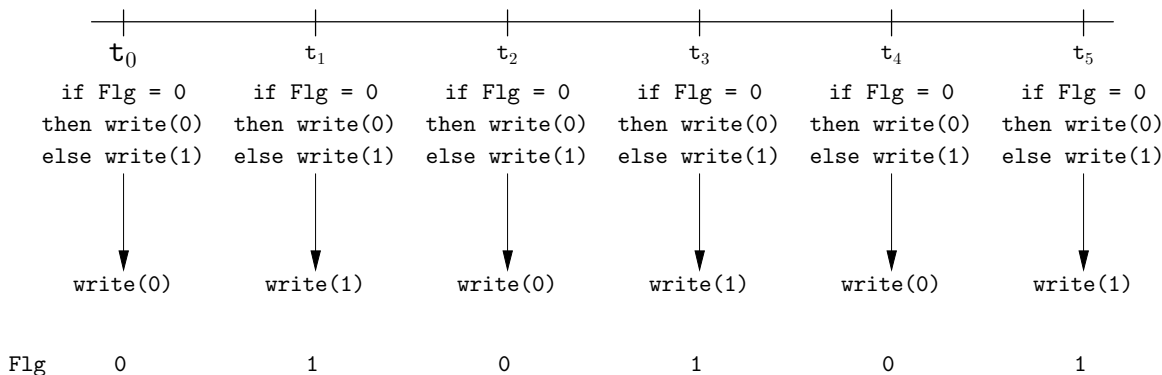 t₀ t₁ t₂ t₃ t₄ t₅
if Flg = 0 if Flg = 0 if Flg = 0 if Flg = 0 if Flg = 0 if Flg = 0
then write(0) then write(0) then write(0) then write(0) then write(0) then write(0)
else write(1) else write(1) else write(1) else write(1) else write(1) else write(1)
write(0) write(1) write(0) write(1) write(0) write(1)
Flg 0 1 0 1 0 1